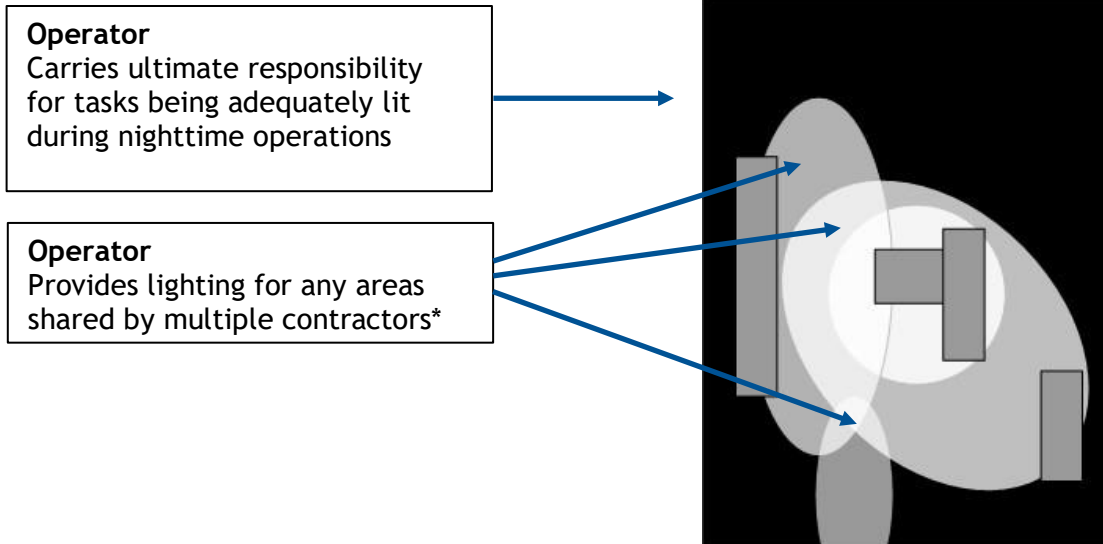 Operator
Carries ultimate responsibility
for tasks being adequately lit
during nighttime operations
Operator
Provides lighting for any areas
shared by multiple contractors*